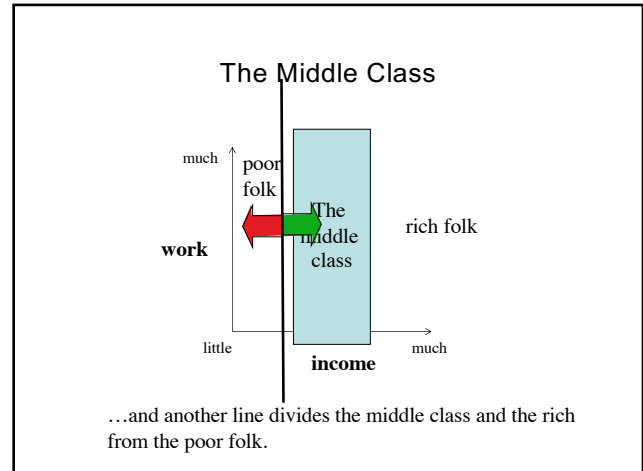 The Middle Class
much
poor
folk
The
middle
class
rich folk
work
little
much
income
…and another line divides the middle class and the rich
from the poor folk.